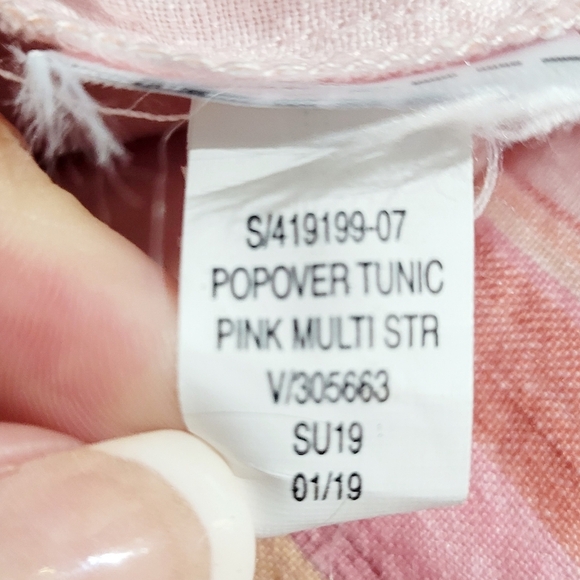 S/419199-07
POPOVER TUNIC
PINK MULTI STR
V/305663
SU19
01/19